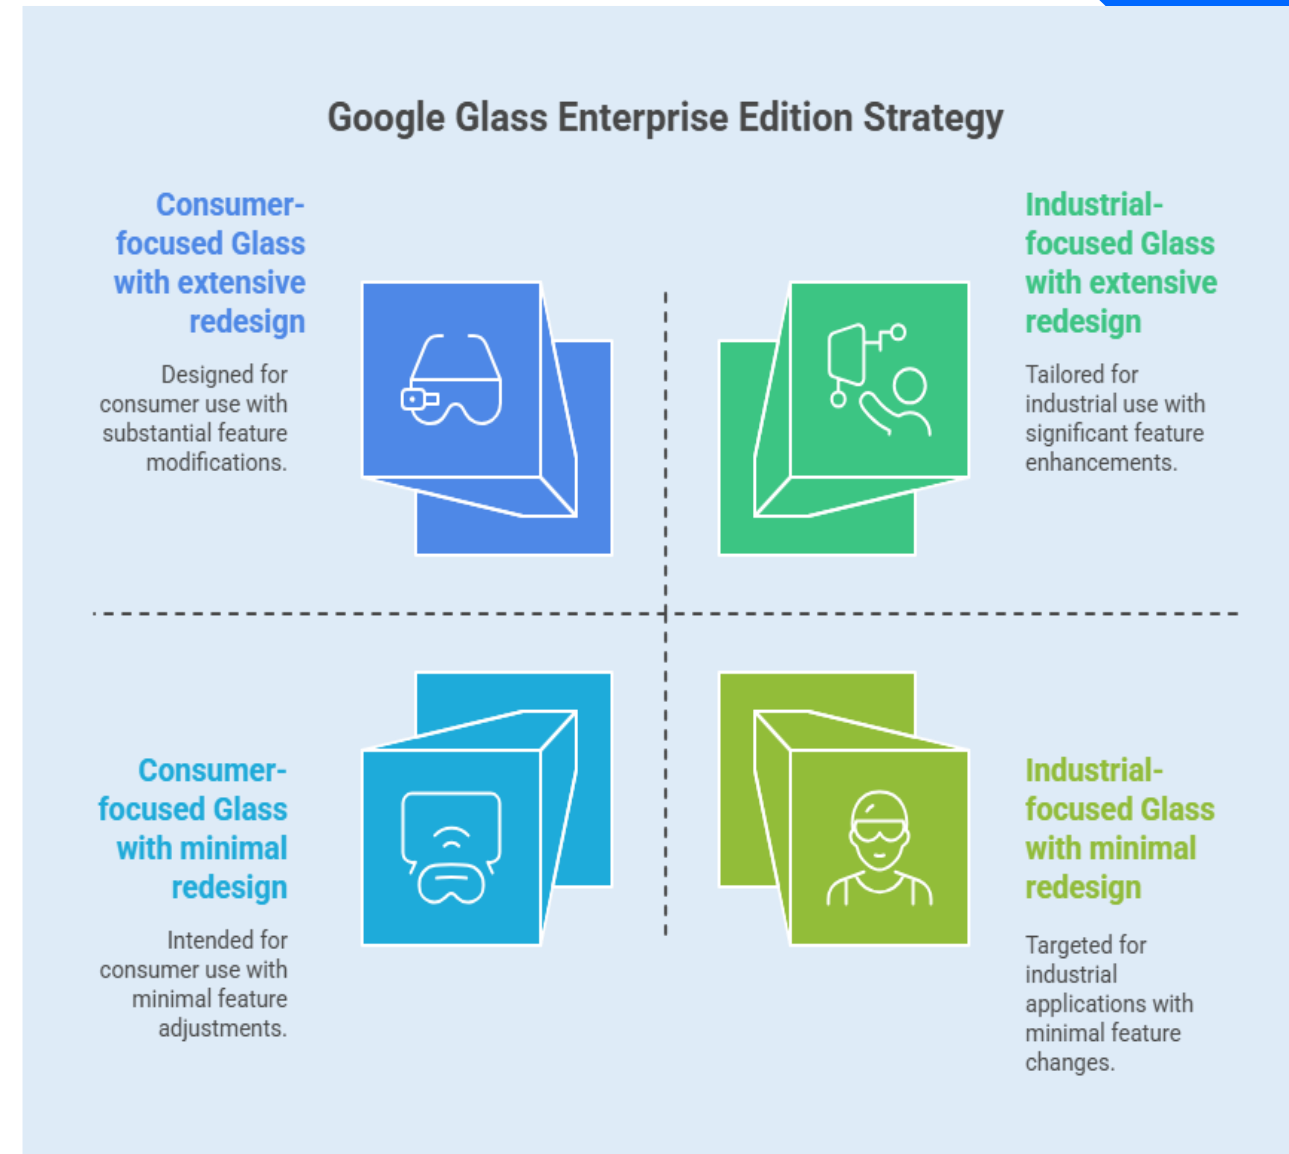 Google Glass Enterprise Edition Strategy
Consumer-
focused Glass
with extensive
redesign
Designed for
consumer use with
substantial feature
modifications.
Industrial-
focused Glass
with extensive
redesign
Tailored for
industrial use with
significant feature
enhancements.
Consumer-
focused Glass
with minimal
redesign
Intended for
consumer use with
minimal feature
adjustments.
Industrial-
focused Glass
with minimal
redesign
Targeted for
industrial
applications with
minimal feature
changes.